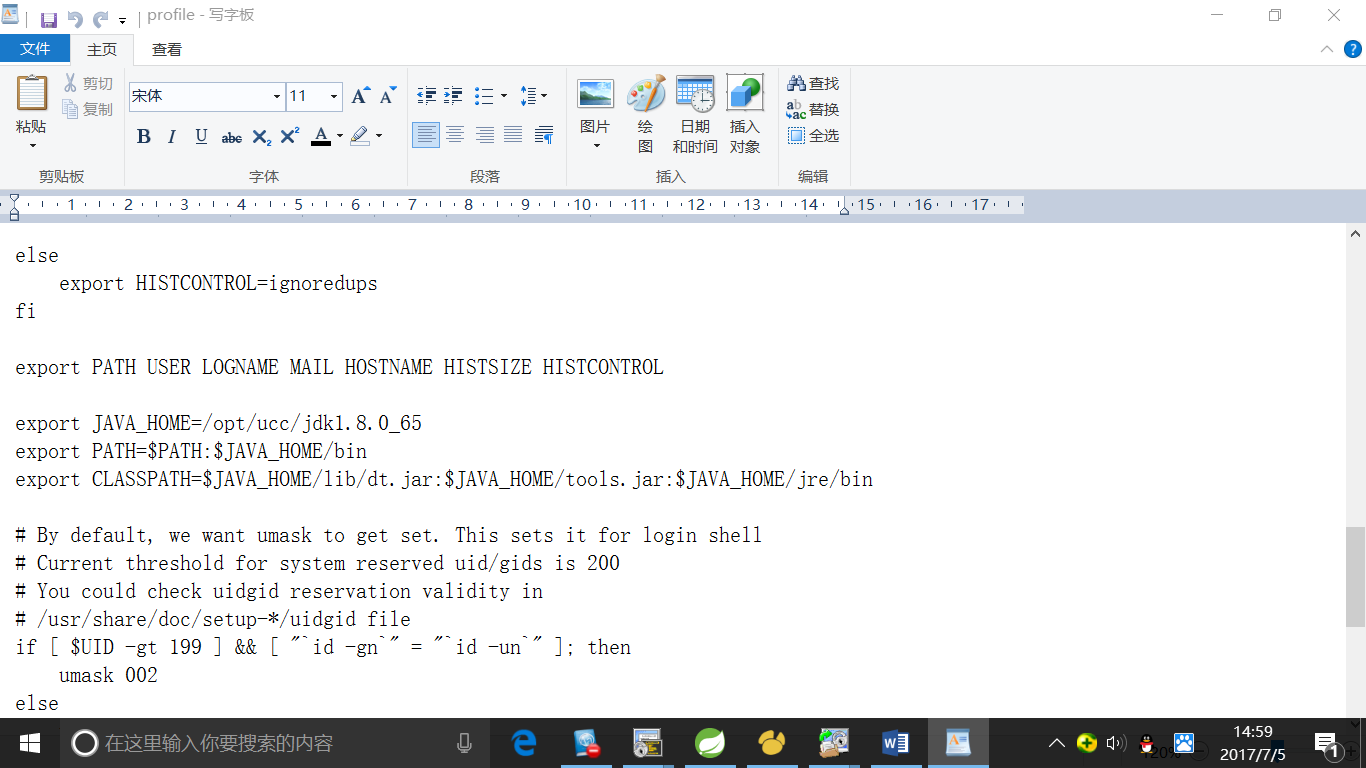 profile - 写字板
文件 主页 查看
粘贴
剪切
复制
剪贴板
宋体 11
B I U abc X₂ X² A
字体
段落
图片
绘图
日期和时间
插入对象
插入
查找
替换
全选
编辑
1 2 3 4 5 6 7 8 9 10 11 12 13 14 15 16 17
else
    export HISTCONTROL=ignoredups
fi
export PATH USER LOGNAME MAIL HOSTNAME HISTSIZE HISTCONTROL
export JAVA_HOME=/opt/ucc/jdk1.8.0_65
export PATH=$PATH:$JAVA_HOME/bin
export CLASSPATH=$JAVA_HOME/lib/dt.jar:$JAVA_HOME/tools.jar:$JAVA_HOME/jre/bin
# By default, we want umask to get set. This sets it for login shell
# Current threshold for system reserved uid/gids is 200
# You could check uidgid reservation validity in
# /usr/share/doc/setup-*/uidgid file
if [ $UID -gt 199 ] && [ "`id -gn`" = "`id -un`" ]; then
    umask 002
else
在这里输入你要搜索的内容
120%
14:59
2017/7/5
1